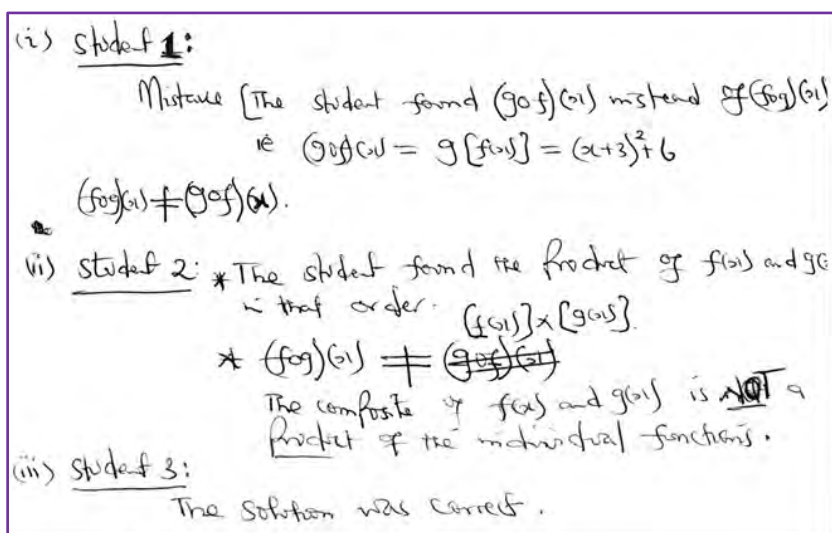 (i) Student 1:
Mistake [The student found (gof)(x) instead of (fog)(x)
ie (gof)(x) = g[f(x)] = (x+3)²+6
(fog)(x) ≠ (gof)(x).
(ii) Student 2: * The student found the product of f(x) and g(
in that order. [f(x)] x [g(x)].
* (fog)(x) ≠ (gof)(x)
The composite of f(x) and g(x) is NOT a
product of the individual functions.
(iii) Student 3:
The solution was correct.